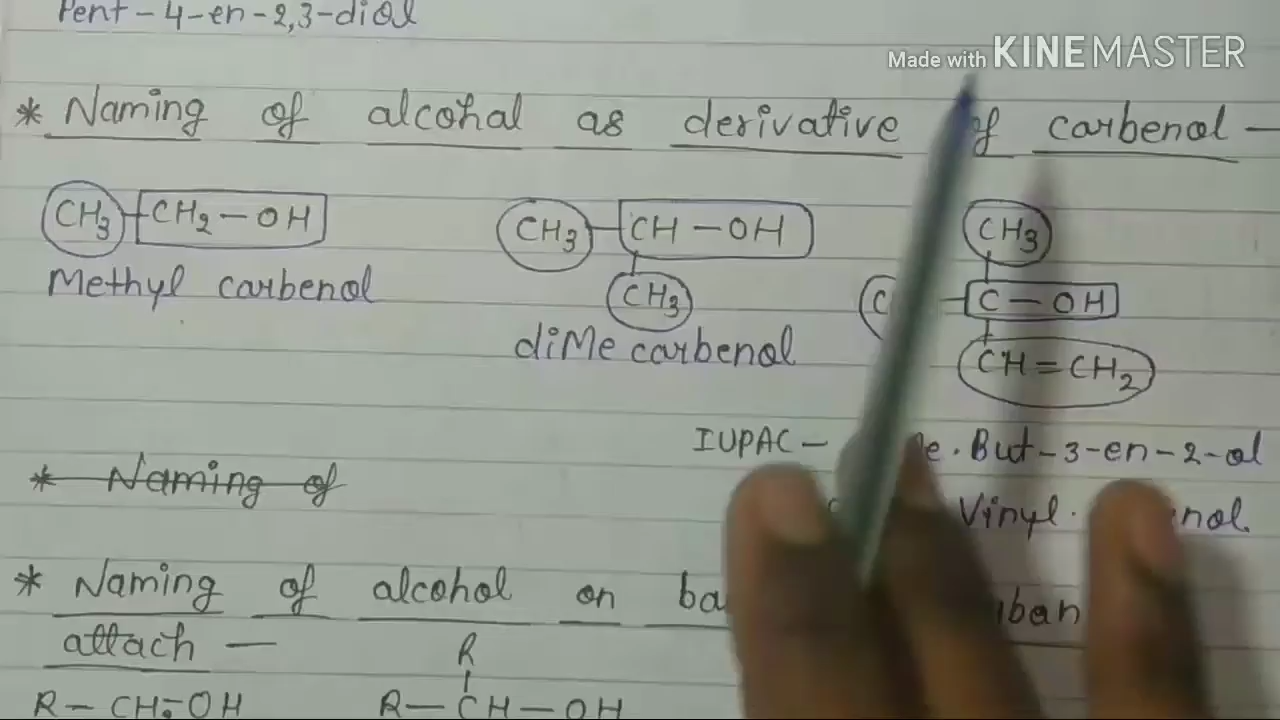 Pent-4-en-2,3-diol
Made with KINEMASTER
* Naming of alcohal as derivative of carbenol —
CH3 CH2 — OH
CH3 CH — OH
CH3
Methyl carbenol
CH3
diMe carbenol
C — OH
CH = CH2
IUPAC — But-3-en-2-ol
* Naming of
Vinyl.
* Naming of alcohol on
attach —
R
R — CH2 OH
R — CH — OH